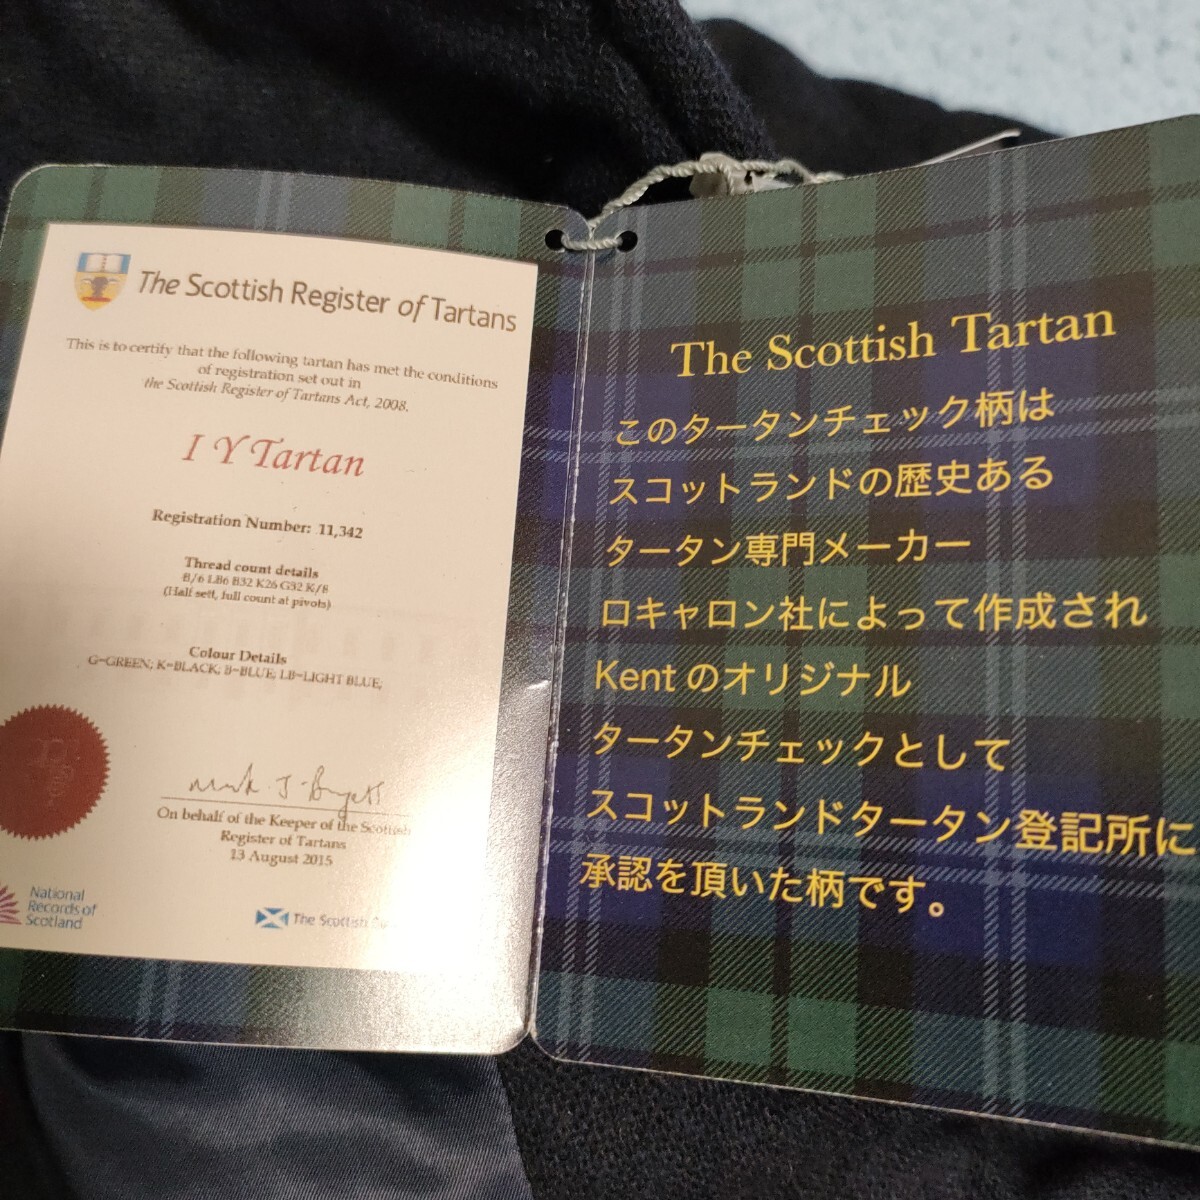 The Scottish Register of Tartans
This is to certify that the following tartan has met the conditions
of registration set out in
the Scottish Register of Tartans Act, 2008.
I Y Tartan
Registration Number: 11,342
Thread count details
B/6 LB6 B32 K26 G32 K/8
(Half sett, full count at pivots)
Colour Details
G=GREEN; K=BLACK; B=BLUE; LB=LIGHT BLUE;
On behalf of the Keeper of the Scottish
Register of Tartans
13 August 2015
National
Records of
Scotland
The Scottish
The Scottish Tartan
このタータンチェック柄は
スコットランドの歴史ある
タータン専門メーカー
ロキャロン社によって作成され
Kent のオリジナル
タータンチェックとして
スコットランドタータン登記所に
承認を頂いた柄です。